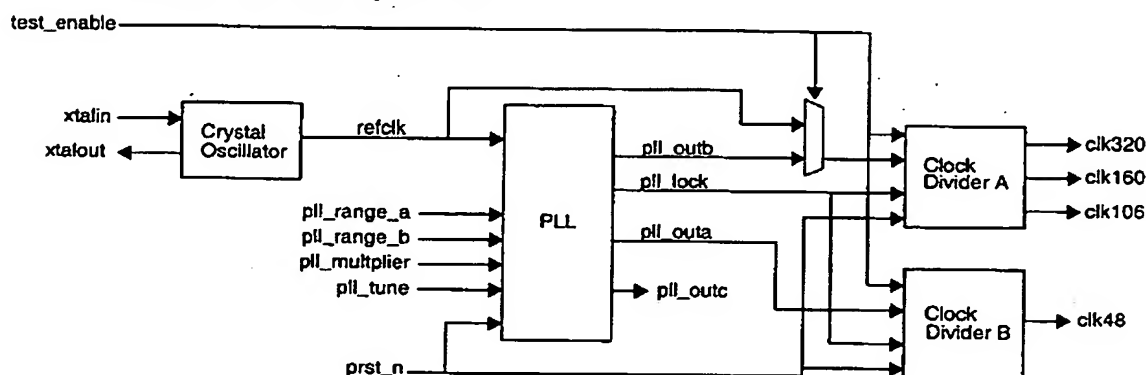 test_enable
xtalin
xtalout
Crystal
Oscillator
refclk
pll_range_a
pll_range_b
pll_multplier
pll_tune
prst_n
PLL
pll_outb
pll_lock
pll_outa
pll_outc
Clock
Divider A
clk320
clk160
clk106
Clock
Divider B
clk48